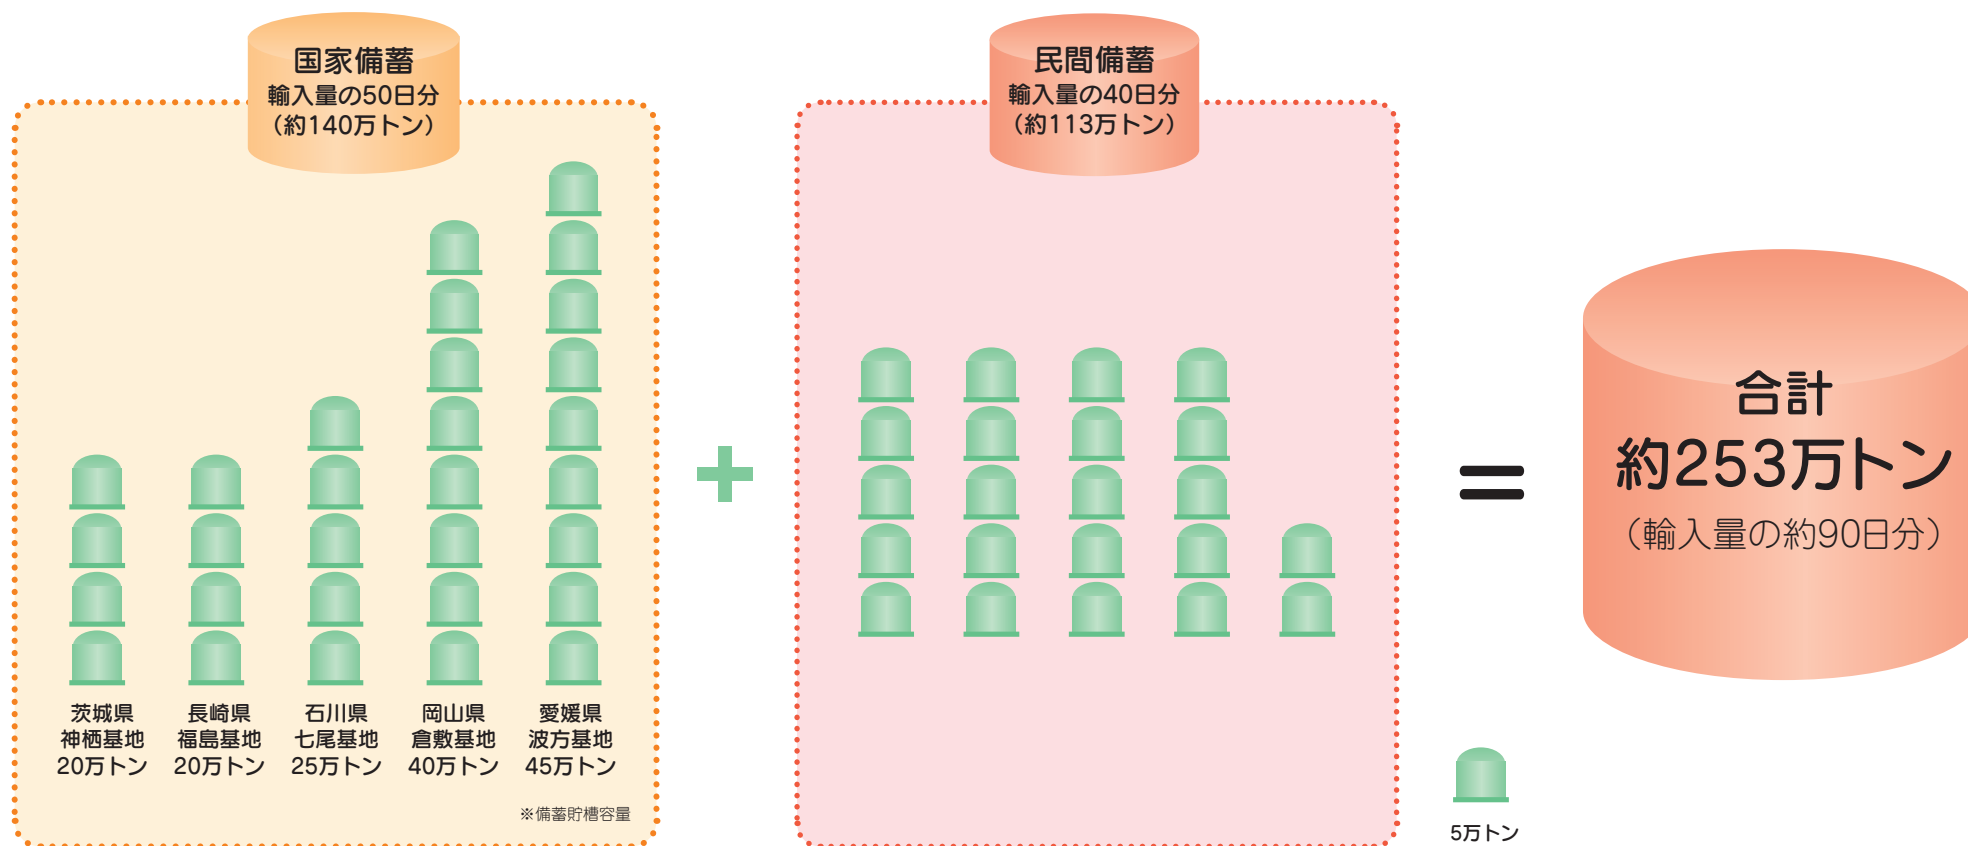 国家備蓄
輸入量の50日分
（約140万トン）
茨城県
神栖基地
20万トン
長崎県
福島基地
20万トン
石川県
七尾基地
25万トン
岡山県
倉敷基地
40万トン
愛媛県
波方基地
45万トン
※備蓄貯槽容量
+
民間備蓄
輸入量の40日分
（約113万トン）
=
合計
約253万トン
（輸入量の約90日分）
5万トン